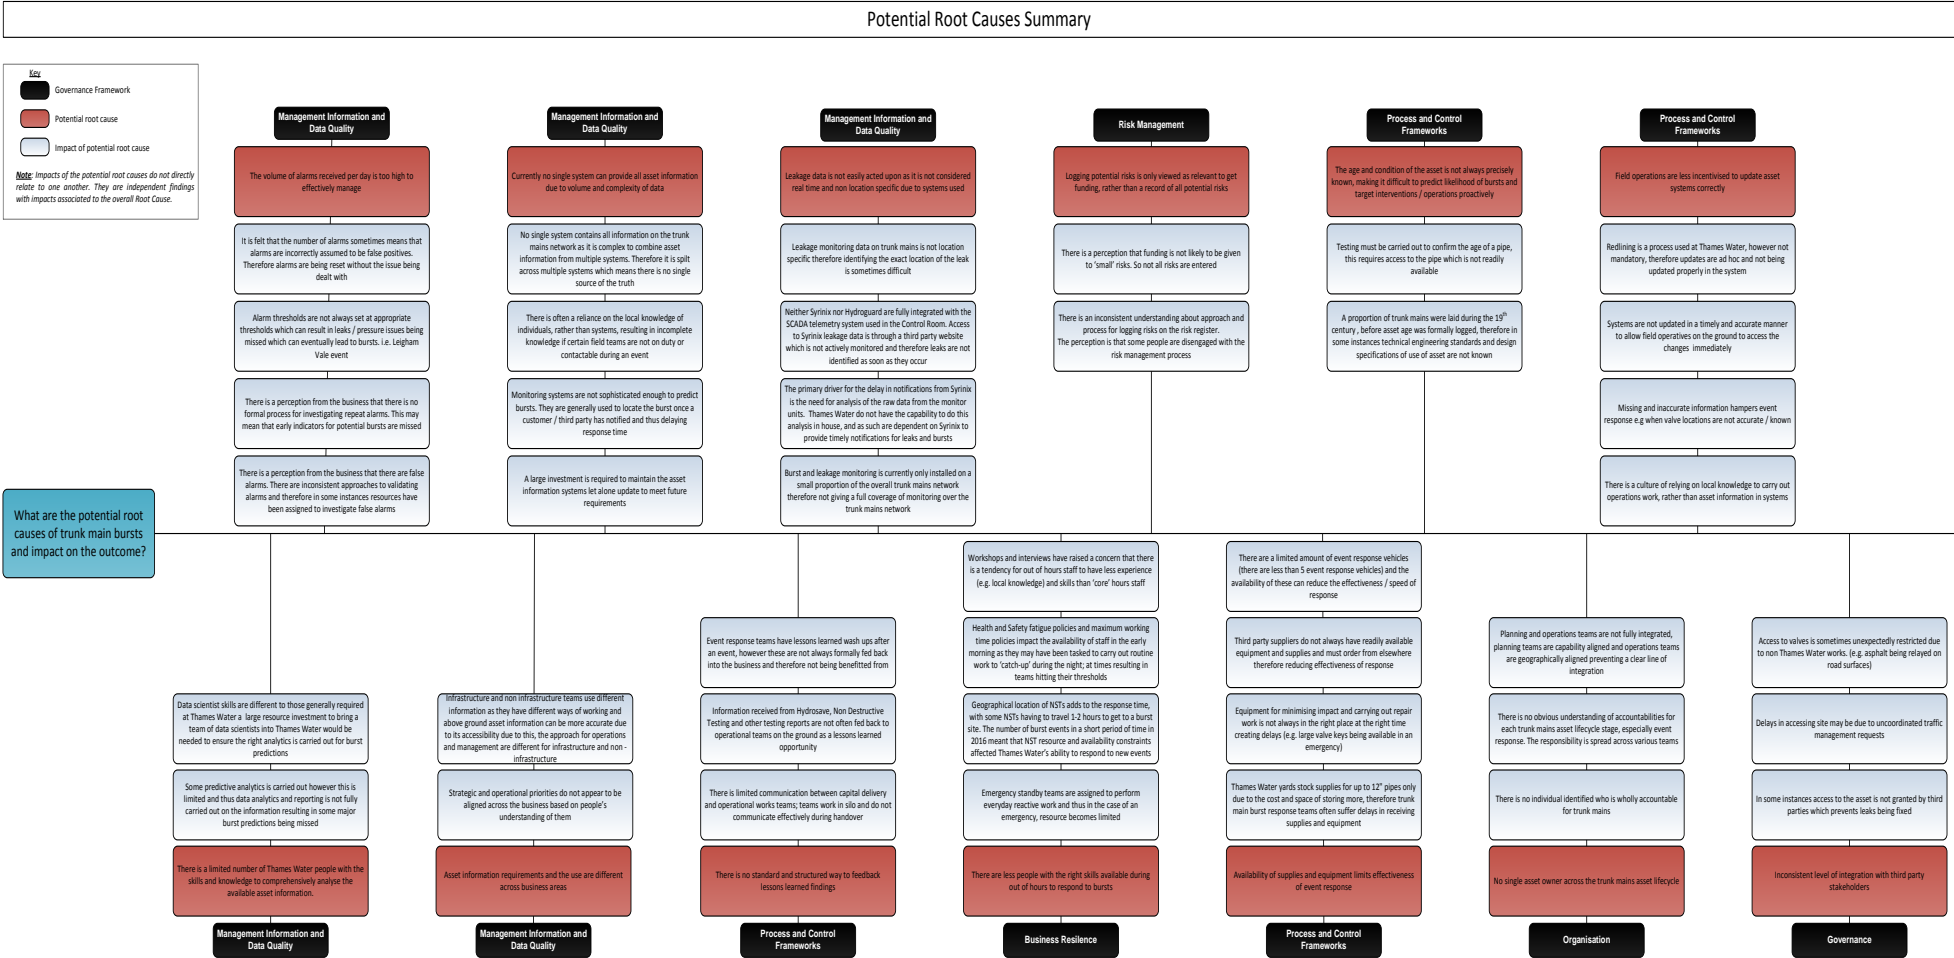 Potential Root Causes Summary
Key
Governance Framework
Potential root cause
Impact of potential root cause
Note: Impacts of the potential root causes do not directly
relate to one another. They are independent findings
with impacts associated to the overall Root Cause.
Management Information and
Data Quality
The volume of alarms received per day is too high to
effectively manage
It is felt that the number of alarms sometimes means that
alarms are incorrectly assumed to be false positives.
Therefore alarms are being reset without the issue being
dealt with
Alarm thresholds are not always set at appropriate
thresholds which can result in leaks / pressure issues being
missed which can eventually lead to bursts. i.e. Leigham
Vale event
There is a perception from the business that there is no
formal process for investigating repeat alarms. This may
mean that early indicators for potential bursts are missed
There is a perception from the business that there are false
alarms. There are inconsistent approaches to validating
alarms and therefore in some instances resources have
been assigned to investigate false alarms
Management Information and
Data Quality
Currently no single system can provide all asset information
due to volume and complexity of data
No single system contains all information on the trunk
mains network as it is complex to combine asset
information from multiple systems. Therefore it is spilt
across multiple systems which means there is no single
source of the truth
There is often a reliance on the local knowledge of
individuals, rather than systems, resulting in incomplete
knowledge if certain field teams are not on duty or
contactable during an event
Monitoring systems are not sophisticated enough to predict
bursts. They are generally used to locate the burst once a
customer / third party has notified and thus delaying
response time
A large investment is required to maintain the asset
information systems let alone update to meet future
requirements
Management Information and
Data Quality
Leakage data is not easily acted upon as it is not considered
real time and non location specific due to systems used
Leakage monitoring data on trunk mains is not location
specific therefore identifying the exact location of the leak
is sometimes difficult
Neither Syrinix nor Hydroguard are fully integrated with the
SCADA telemetry system used in the Control Room. Access
to Syrinix leakage data is through a third party website
which is not actively monitored and therefore leaks are not
identified as soon as they occur
The primary driver for the delay in notifications from Syrinix
is the need for analysis of the raw data from the monitor
units. Thames Water do not have the capability to do this
analysis in house, and as such are dependent on Syrinix to
provide timely notifications for leaks and bursts
Burst and leakage monitoring is currently only installed on a
small proportion of the overall trunk mains network
therefore not giving a full coverage of monitoring over the
trunk mains network
Risk Management
Logging potential risks is only viewed as relevant to get
funding, rather than a record of all potential risks
There is a perception that funding is not likely to be given
to 'small' risks. So not all risks are entered
There is an inconsistent understanding about approach and
process for logging risks on the risk register.
The perception is that some people are disengaged with the
risk management process
Process and Control
Frameworks
The age and condition of the asset is not always precisely
known, making it difficult to predict likelihood of bursts and
target interventions / operations proactively
Testing must be carried out to confirm the age of a pipe,
this requires access to the pipe which is not readily
available
A proportion of trunk mains were laid during the 19th
century , before asset age was formally logged, therefore in
some instances technical engineering standards and design
specifications of use of asset are not known
Process and Control
Frameworks
Field operations are less incentivised to update asset
systems correctly
Redlining is a process used at Thames Water, however not
mandatory, therefore updates are ad hoc and not being
updated properly in the system
Systems are not updated in a timely and accurate manner
to allow field operatives on the ground to access the
changes immediately
Missing and inaccurate information hampers event
response e.g when valve locations are not accurate / known
There is a culture of relying on local knowledge to carry out
operations work, rather than asset information in systems
What are the potential root
causes of trunk main bursts
and impact on the outcome?
Data scientist skills are different to those generally required
at Thames Water a large resource investment to bring a
team of data scientists into Thames Water would be
needed to ensure the right analytics is carried out for burst
predictions
Some predictive analytics is carried out however this is
limited and thus data analytics and reporting is not fully
carried out on the information resulting in some major
burst predictions being missed
There is a limited number of Thames Water people with the
skills and knowledge to comprehensively analyse the
available asset information.
Management Information and
Data Quality
Infrastructure and non infrastructure teams use different
information as they have different ways of working and
above ground asset information can be more accurate due
to its accessibility due to this, the approach for operations
and management are different for infrastructure and non -
infrastructure
Strategic and operational priorities do not appear to be
aligned across the business based on people's
understanding of them
Asset information requirements and the use are different
across business areas
Management Information and
Data Quality
Event response teams have lessons learned wash ups after
an event, however these are not always formally fed back
into the business and therefore not being benefitted from
Information received from Hydrosave, Non Destructive
Testing and other testing reports are not often fed back to
operational teams on the ground as a lessons learned
opportunity
There is limited communication between capital delivery
and operational works teams; teams work in silo and do not
communicate effectively during handover
There is no standard and structured way to feedback
lessons learned findings
Process and Control
Frameworks
Workshops and interviews have raised a concern that there
is a tendency for out of hours staff to have less experience
(e.g. local knowledge) and skills than 'core' hours staff
Health and Safety fatigue policies and maximum working
time policies impact the availability of staff in the early
morning as they may have been tasked to carry out routine
work to 'catch-up' during the night; at times resulting in
teams hitting their thresholds
Geographical location of NSTs adds to the response time,
with some NSTs having to travel 1-2 hours to get to a burst
site. The number of burst events in a short period of time in
2016 meant that NST resource and availability constraints
affected Thames Water's ability to respond to new events
Emergency standby teams are assigned to perform
everyday reactive work and thus in the case of an
emergency, resource becomes limited
There are less people with the right skills available during
out of hours to respond to bursts
Business Resilence
There are a limited amount of event response vehicles
(there are less than 5 event response vehicles) and the
availability of these can reduce the effectiveness / speed of
response
Third party suppliers do not always have readily available
equipment and supplies and must order from elsewhere
therefore reducing effectiveness of response
Equipment for minimising impact and carrying out repair
work is not always in the right place at the right time
creating delays (e.g. large valve keys being available in an
emergency)
Thames Water yards stock supplies for up to 12" pipes only
due to the cost and space of storing more, therefore trunk
main burst response teams often suffer delays in receiving
supplies and equipment
Availability of supplies and equipment limits effectiveness
of event response
Process and Control
Frameworks
Planning and operations teams are not fully integrated,
planning teams are capability aligned and operations teams
are geographically aligned preventing a clear line of
integration
There is no obvious understanding of accountabilities for
each trunk mains asset lifecycle stage, especially event
response. The responsibility is spread across various teams
There is no individual identified who is wholly accountable
for trunk mains
No single asset owner across the trunk mains asset lifecycle
Organisation
Access to valves is sometimes unexpectedly restricted due
to non Thames Water works. (e.g. asphalt being relayed on
road surfaces)
Delays in accessing site may be due to uncoordinated traffic
management requests
In some instances access to the asset is not granted by third
parties which prevents leaks being fixed
Inconsistent level of integration with third party
stakeholders
Governance